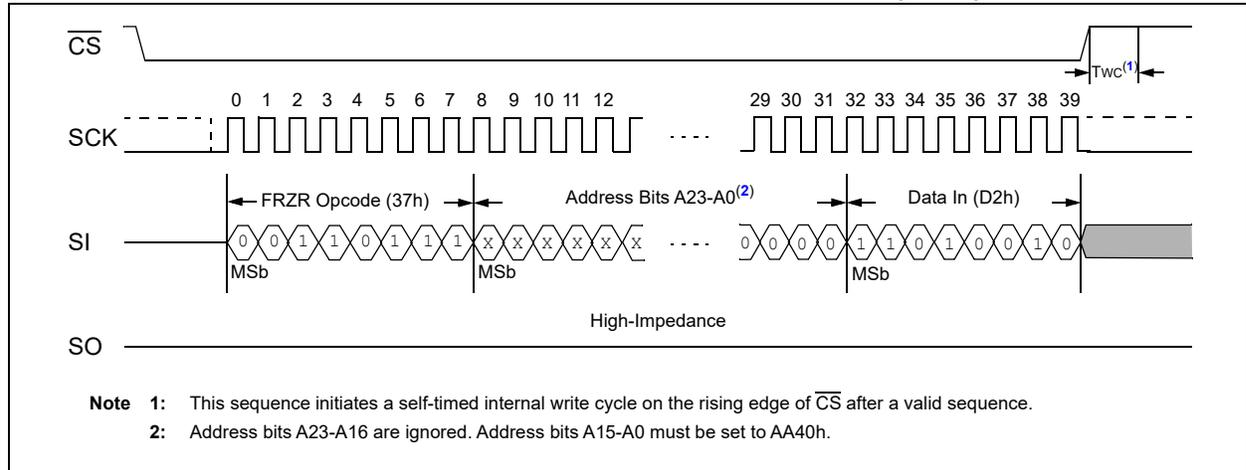 CS
TWC(1)
0 1 2 3 4 5 6 7 8 9 10 11 12 29 30 31 32 33 34 35 36 37 38 39
SCK
FRZR Opcode (37h) Address Bits A23-A0(2) Data In (D2h)
SI 0 0 1 1 0 1 1 1 X X X X X X 0 0 0 0 1 1 0 1 0 0 1 0
MSb MSb MSb
High-Impedance
SO
Note 1: This sequence initiates a self-timed internal write cycle on the rising edge of CS after a valid sequence.
2: Address bits A23-A16 are ignored. Address bits A15-A0 must be set to AA40h.